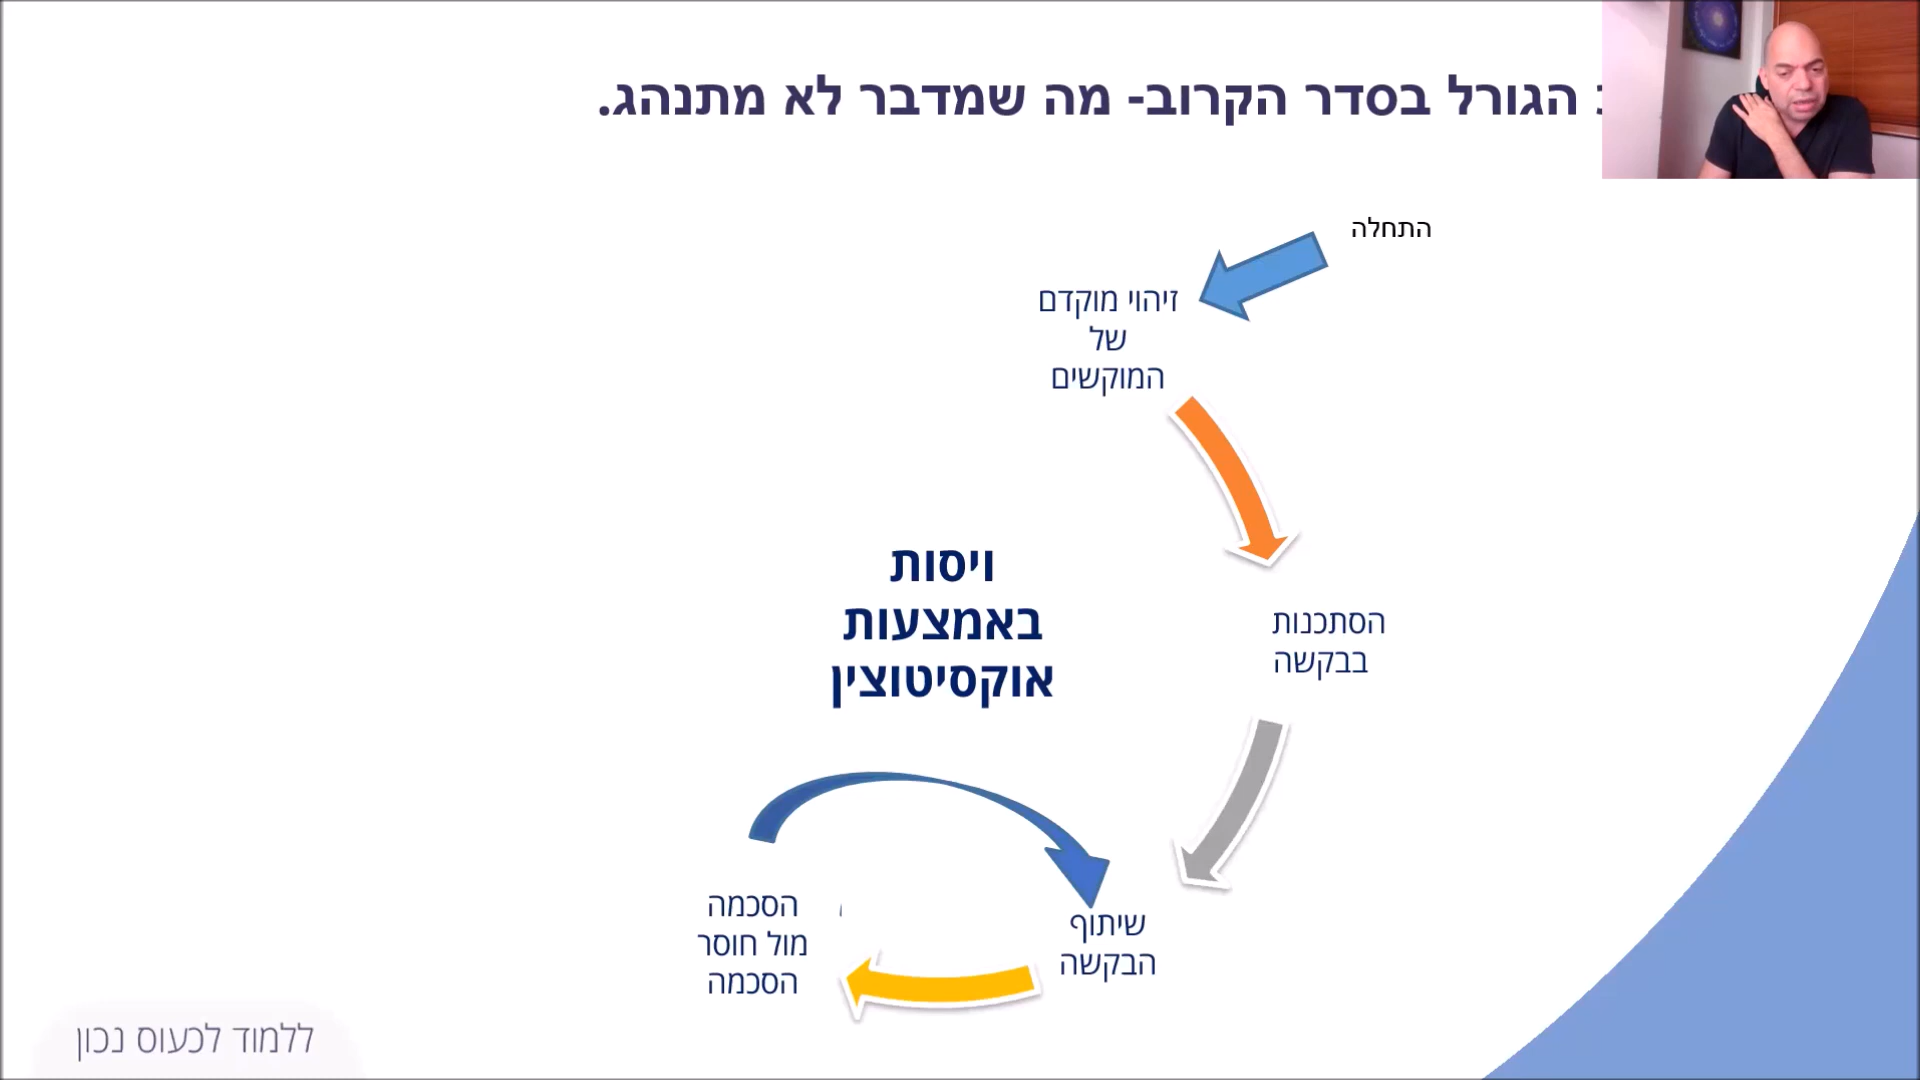 הגורל בסדר הקרוב- מה שמדבר לא מתנהג.
התחלה
זיהוי מוקדם
של
המוקשים
הסתכנות
בבקשה
ויסות
באמצעות
אוקסיטוצין
שיתוף
הבקשה
הסכמה
מול חוסר
הסכמה
ללמוד לכעוס נכון